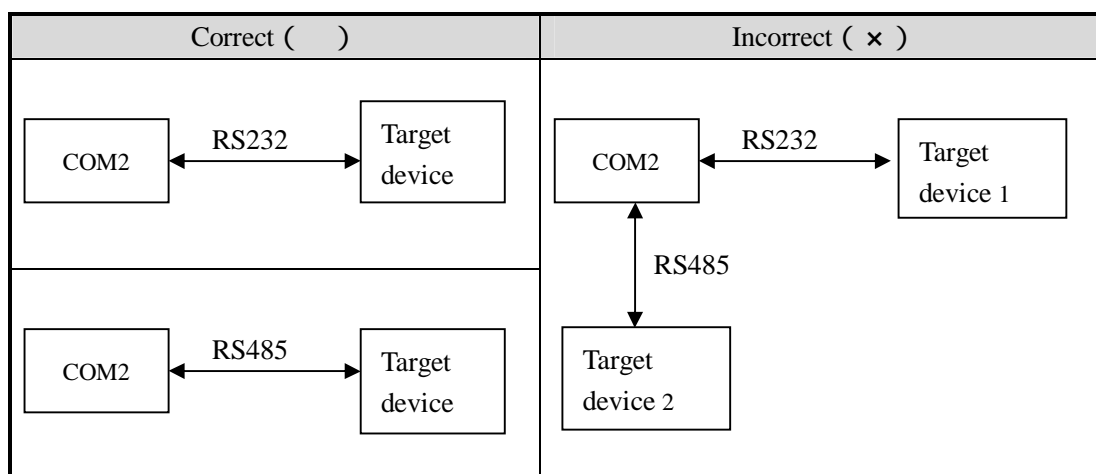 Correct (    )
Incorrect ( × )
COM2
RS232
Target
device
COM2
RS485
Target
device
COM2
RS232
Target
device 1
RS485
Target
device 2